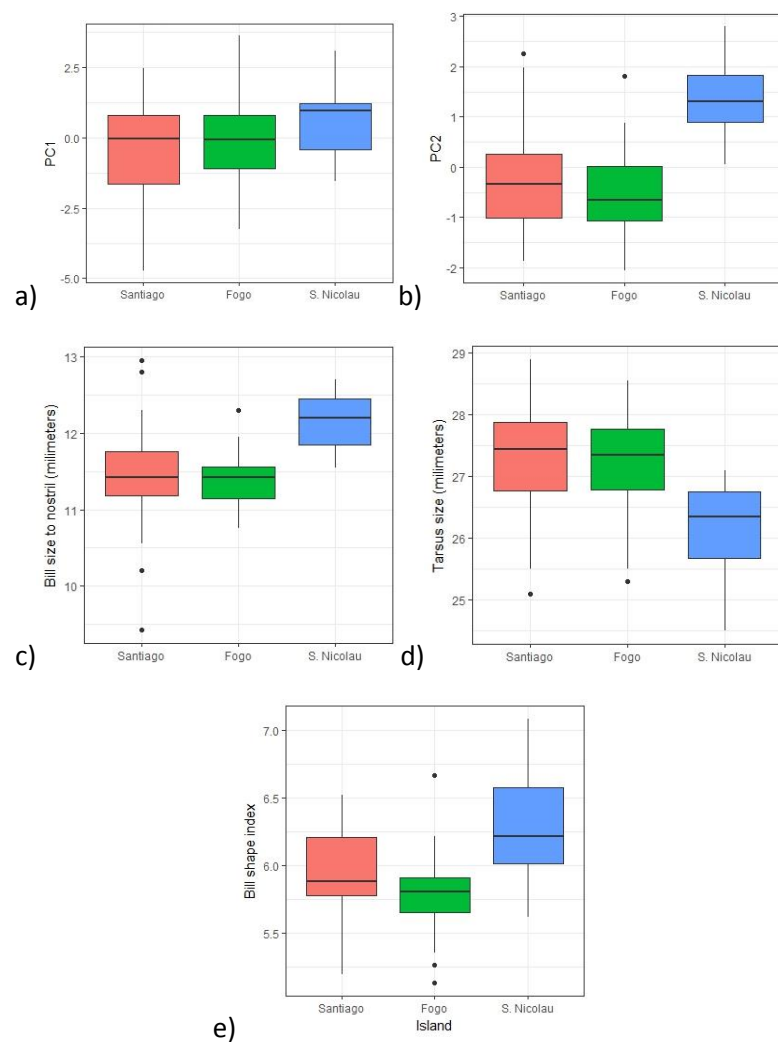 PC1
2.5
0.0
-2.5
-5.0
Santiago Fogo S. Nicolau
a)
PC2
3
2
1
0
-1
-2
Santiago Fogo S. Nicolau
b)
Bill size to nostril (milimeters)
13
12
11
10
Santiago Fogo S. Nicolau
c)
Tarsus size (milimeters)
29
28
27
26
25
Santiago Fogo S. Nicolau
d)
Bill shape index
7.0
6.5
6.0
5.5
Santiago Fogo S. Nicolau
Island
e)